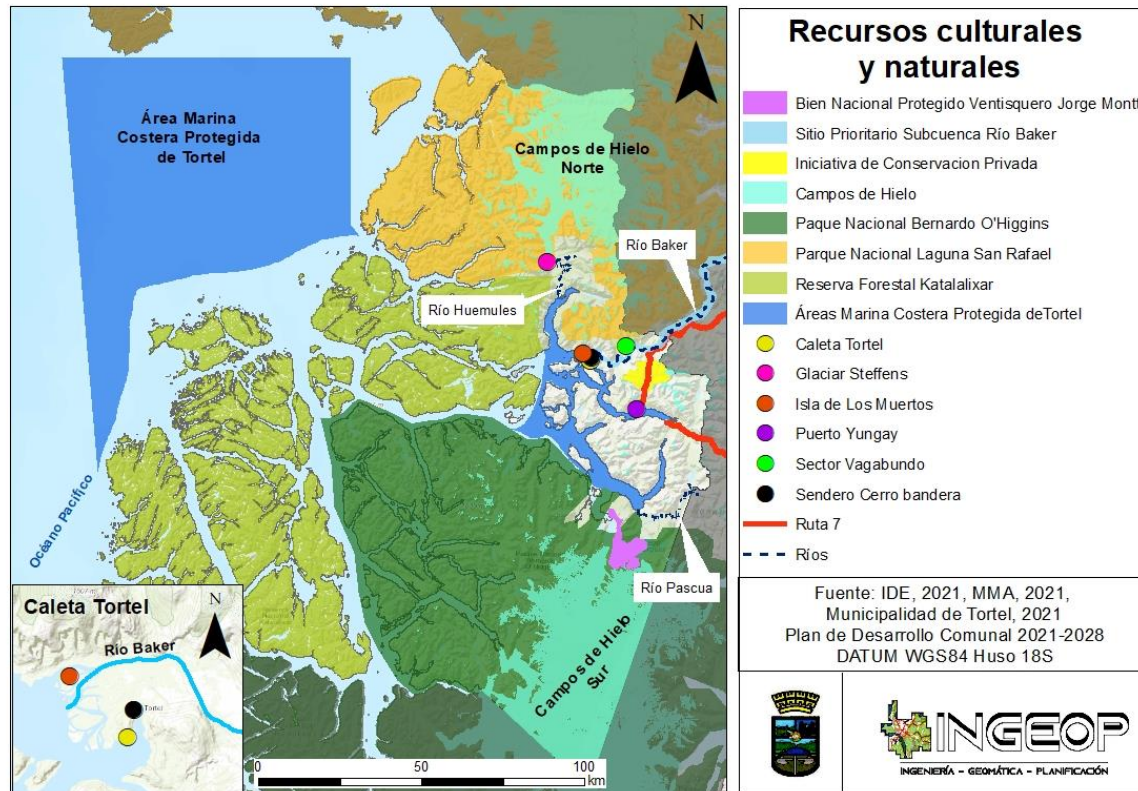 N
Área Marina
Costera Protegida
de Tortel
Campos de Hielo
Norte
Río Baker
Río Huemules
Océano Pacífico
Río Pascua
Campos de Hielo
Sur
Caleta Tortel
N
Río Baker
Tortel
0 50 100
km
Recursos culturales
y naturales
Bien Nacional Protegido Ventisquero Jorge Montt
Sitio Prioritario Subcuenca Río Baker
Iniciativa de Conservacion Privada
Campos de Hielo
Paque Nacional Bernardo O'Higgins
Parque Nacional Laguna San Rafael
Reserva Forestal Katalalixar
Áreas Marina Costera Protegida deTortel
Caleta Tortel
Glaciar Steffens
Isla de Los Muertos
Puerto Yungay
Sector Vagabundo
Sendero Cerro bandera
Ruta 7
Ríos
Fuente: IDE, 2021, MMA, 2021,
Municipalidad de Tortel, 2021
Plan de Desarrollo Comunal 2021-2028
DATUM WGS84 Huso 18S
INGEOP
INGENIERÍA - GEOMÁTICA - PLANIFICACIÓN